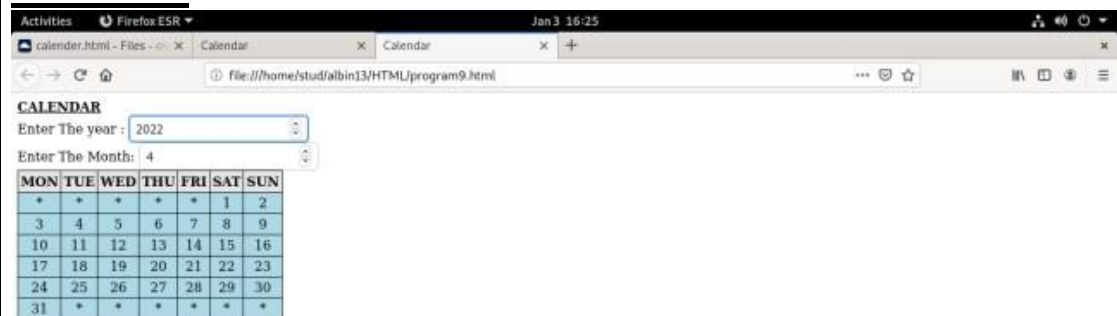 Activities Firefox ESR Jan 3 16:25
calender.html - Files - o Calendar Calendar
file:///home/stud/albin13/HTML/program9.html
CALENDAR
Enter The year : 2022
Enter The Month: 4
MON TUE WED THU FRI SAT SUN
* * * * * 1 2
3 4 5 6 7 8 9
10 11 12 13 14 15 16
17 18 19 20 21 22 23
24 25 26 27 28 29 30
31 * * * * * *